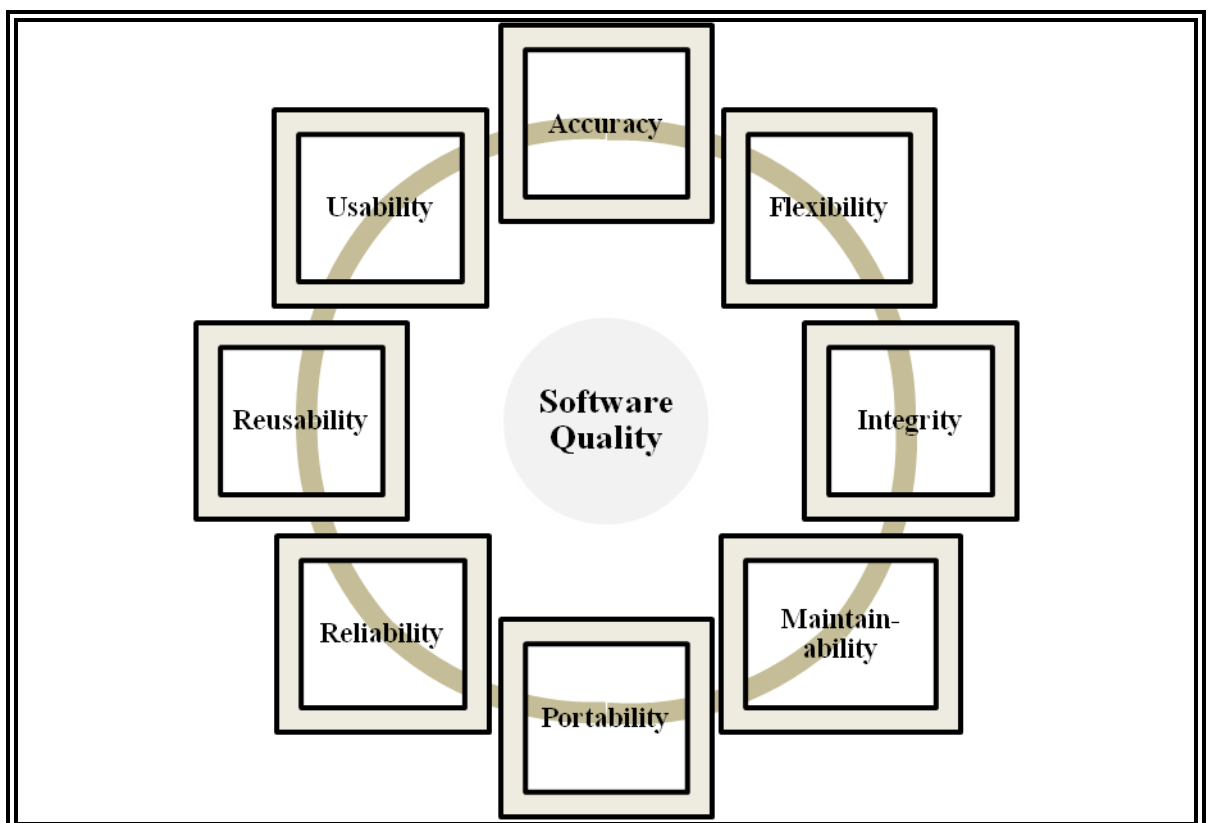 Accuracy
Usability
Flexibility
Reusability
Software
Quality
Integrity
Reliability
Maintain-
ability
Portability